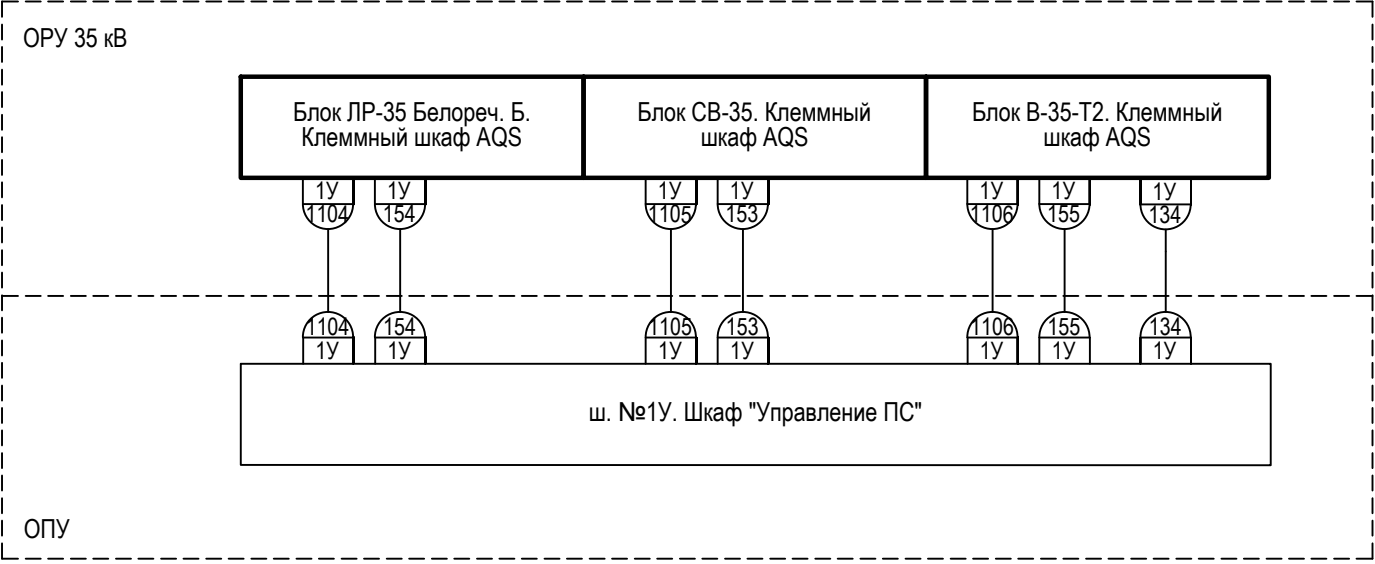 ОРУ 35 кВ
Блок ЛР-35 Белореч. Б.
Клеммный шкаф AQS
Блок СВ-35. Клеммный
шкаф AQS
Блок В-35-Т2. Клеммный
шкаф AQS
1У 1У 1У 1У 1У 1У 1У
1104 154 1105 153 1106 155 134
1104 154 1105 153 1106 155 134
1У 1У 1У 1У 1У 1У 1У
ш. №1У. Шкаф "Управление ПС"
ОПУ